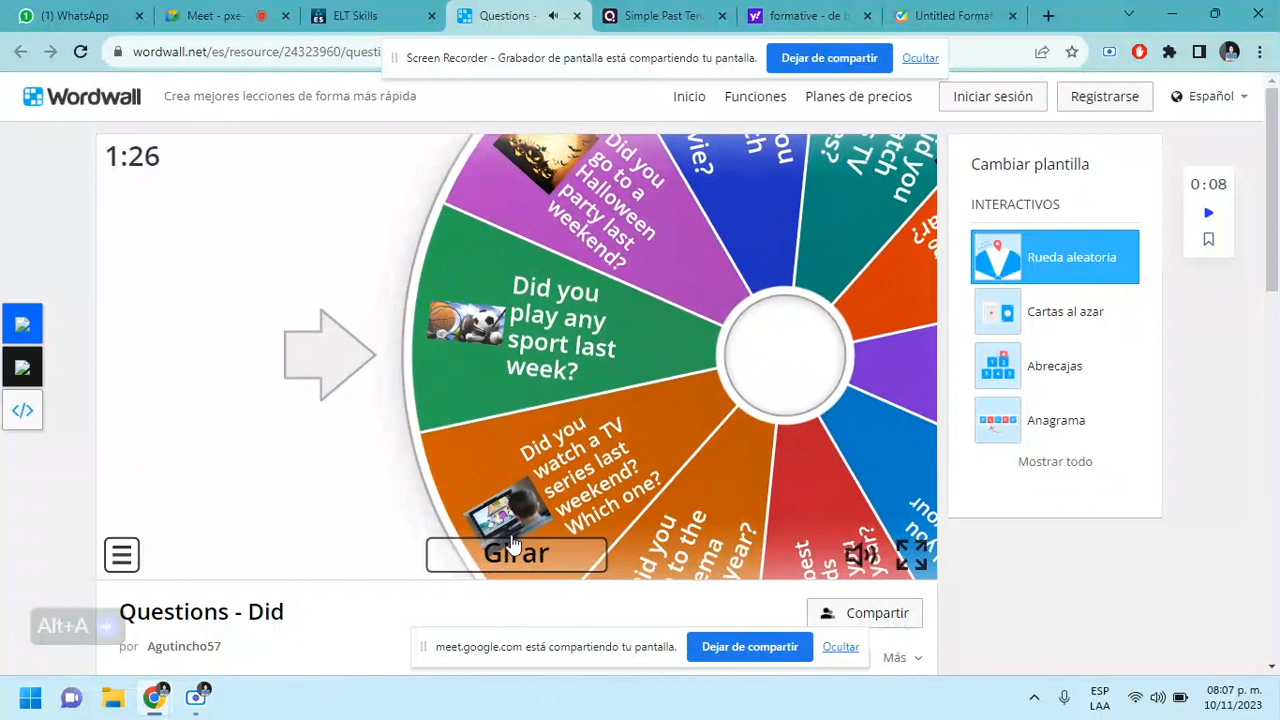 (1) WhatsApp
Meet - pxe-
ELT Skills
Questions -
Simple Past Teru
formative - de b
Untitled Format
wordwall.net/es/resource/24323960/questi
Screen Recorder - Grabador de pantalla está compartiendo tu pantalla.
Dejar de compartir
Ocultar
Wordwall
Crea mejores lecciones de forma más rápida
Inicio
Funciones
Planes de precios
Iniciar sesión
Registrarse
Español
1:26
Did you
go to a
Halloween
party last
weekend?
Did you
play any
sport last
week?
Did you
watch a TV
series last
weekend?
Which one?
Girar
Cambiar plantilla
INTERACTIVOS
Rueda aleatoria
Cartas al azar
Abrecajas
Anagrama
Mostrar todo
0:08
Questions - Did
por Agutincho57
Compartir
Más
Alt+A
meet.google.com está compartiendo tu pantalla.
Dejar de compartir
Ocultar
ESP
LAA
08:07 p. m.
10/11/2023